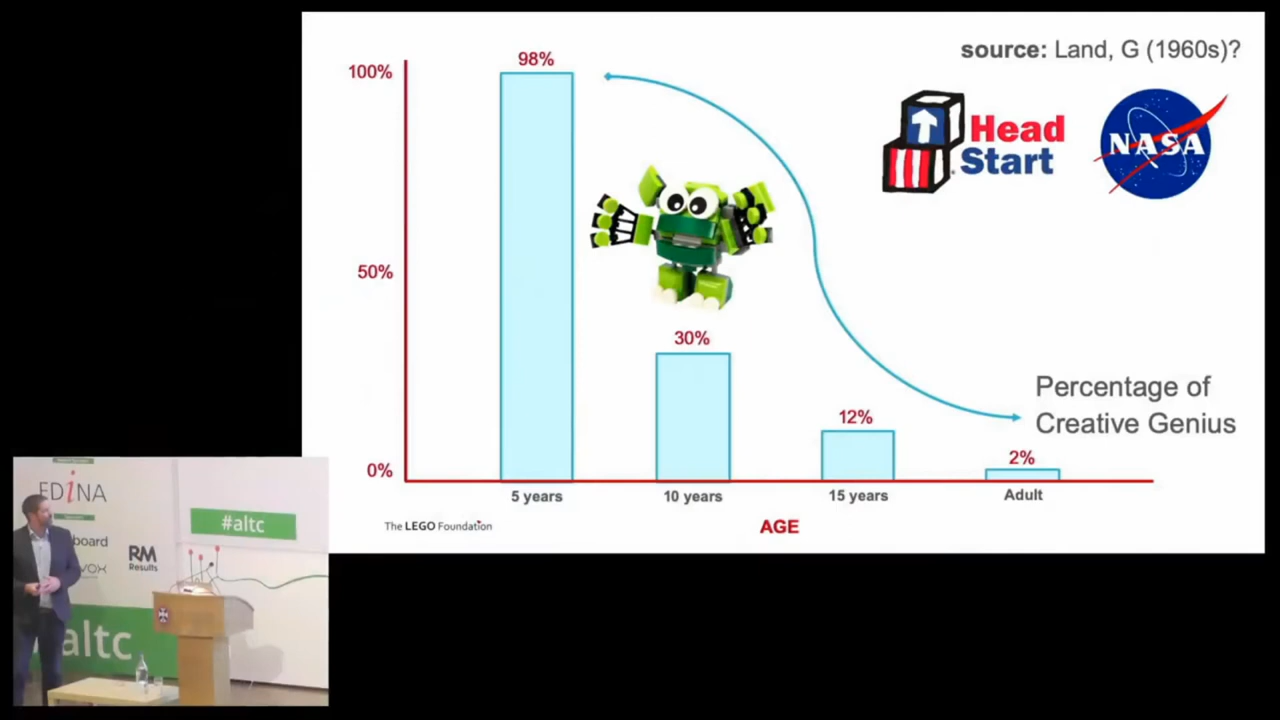 source: Land, G (1960s)?
98%
100%
Head
Start
NASA
50%
30%
Percentage of
Creative Genius
12%
2%
0%
5 years
10 years
15 years
Adult
The LEGO Foundation
AGE
EDiNA
#altc
board
RM
Results
VOX
altc